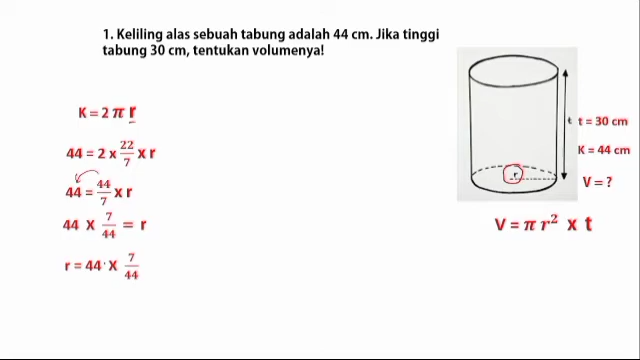 1. Keliling alas sebuah tabung adalah 44 cm. Jika tinggi
tabung 30 cm, tentukan volumenya!
K = 2 π r
44 = 2 x 22/7 x r
44 = 44/7 x r
44 X 7/44 = r
r = 44 X 7/44
t t = 30 cm
K = 44 cm
r
V = ?
V = π r² x t